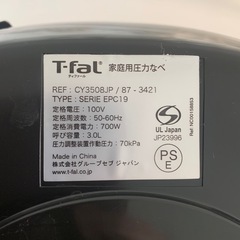 T-fal 家庭用圧力なべ
ティファール
REF : CY3508JP / 87 - 3421
TYPE : SERIE EPC19
定格電圧：100V
定格周波数：50-60Hz
定格消費電力：700W
容量：3.0L
圧力調整装置作動圧力：70kPa
株式会社グループセブ ジャパン
Made in China
www.t-fal.co.jp
UL
UL Japan
JP23996
PS
E
Ref. NC00158863